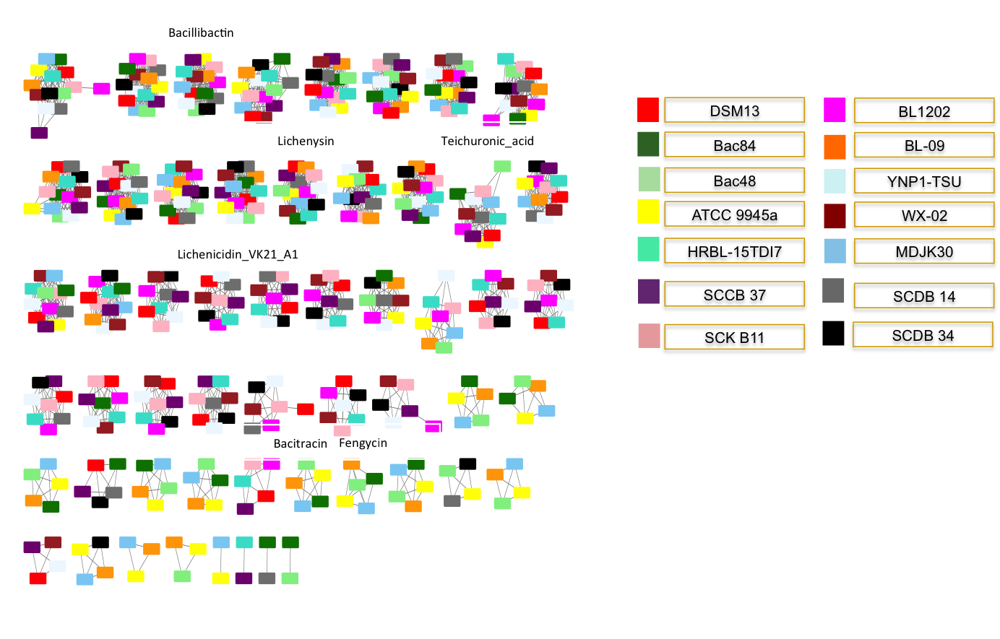 Bacillibactin
Lichenysin
Teichuronic_acid
Lichenicidin_VK21_A1
Bacitracin
Fengycin
DSM13
BL1202
Bac84
BL-09
Bac48
YNP1-TSU
ATCC 9945a
WX-02
HRBL-15TDI7
MDJK30
SCCB 37
SCDB 14
SCK B11
SCDB 34